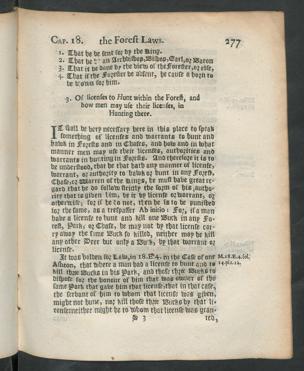 CAP. 18. the Forest Laws. 277
1. That he be sent for by the King.
2. That he be an Archbishop, Bishop, Earl, or Baron
3. That it be done by the view of the Forester, or else,
4. That if the Forester be absent, he cause a horn to
be blown for him.
3. Of licenses to Hunt within the Forest, and
how men may use their licenses, in
Hunting there.
IT shall be very necessary here in this place to speak
something of licenses and warrants to hunt and
hawk in Forests and in Chases, and how and in what
manner men may use their licenses, authorities and
warrants in hunting in Forests. And therefore it is to
be understood, that he that hath any manner of license,
warrant, or authority to hawk or hunt in any Forest,
Chase, or Warren of the Kings, he must have great re-
gard that he do follow strictly the form of his autho-
rity that is given him, be it by license or warrant, or
otherwise; for if he do not, then he is to be punished
for the same, as a trespasser Ab initio: For, if a man
have a license to hunt and kill one Buck in any Fo-
rest, Park, or Chase, he may not by that license car-
ry away the same Buck so killed, neither may he kill
any other Deer but only a Buck, by that warrant or
license.
It was holden for Law, in 18. E. 4. in the Case of one
Ashton, that where a man had a license to hunt and to
kill Buck in his Park, and those Bucks to
dispose for the
same Park that gave him that license: that in that case,
the servant of him to whom that license was given,
might not hunt, nor kill those Bucks by that li-
cense: neither might he to whom that license was gran-
M. 18. E. 4. fol.
14. pl. 12.
3 ted,